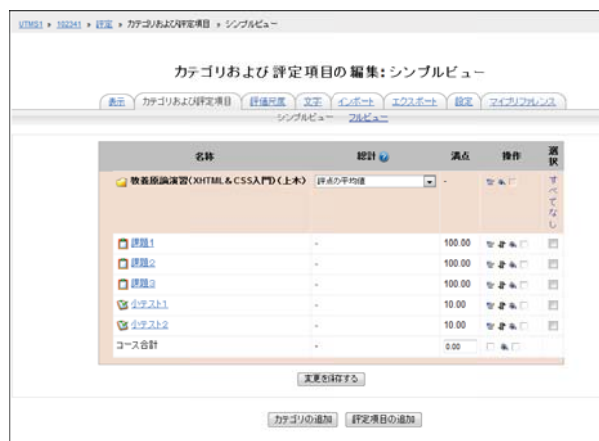 UTMS1 ▶ 102341 ▶ 評定 ▶ カテゴリおよび評定項目 ▶ シンプルビュー
カテゴリおよび評定項目の編集: シンプルビュー
表示 カテゴリおよび評定項目 評価尺度 文字 インポート エクスポート 設定 マイプリファレンス
シンプルビュー フルビュー
名称 総計 満点 操作 選択
教養原論演習(XHTML&CSS入門)(上木) 評点の平均値 - すべてなし
課題1 - 100.00
課題2 - 100.00
課題3 - 100.00
小テスト1 - 10.00
小テスト2 - 10.00
コース合計 - 0.00
変更を保存する
カテゴリの追加 評定項目の追加